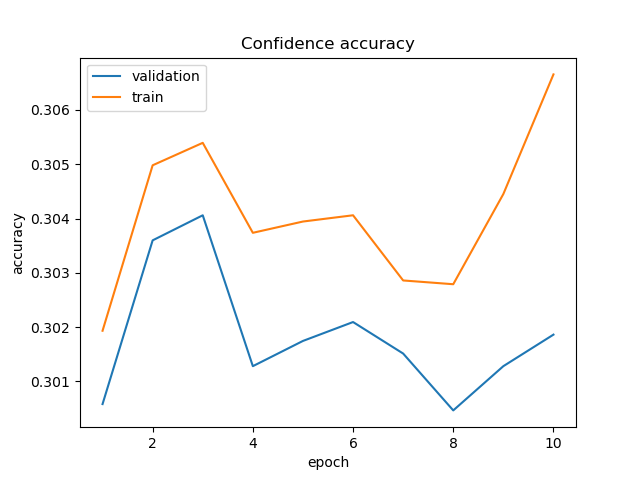 Confidence accuracy
validation
train
0.306
0.305
0.304
0.303
0.302
0.301
accuracy
2 4 6 8 10
epoch